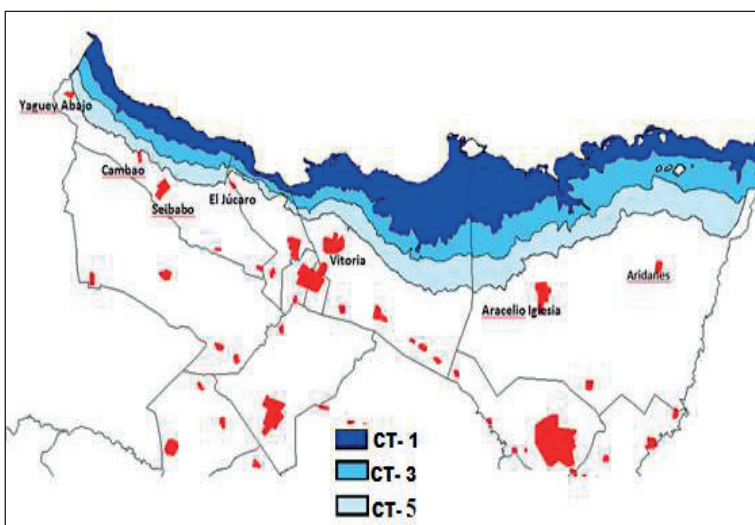 Yaguey Abajo
Cambao
Seibabo
El Júcaro
Vitoria
Aridanes
Aracelio Iglesia
CT- 1
CT- 3
CT- 5